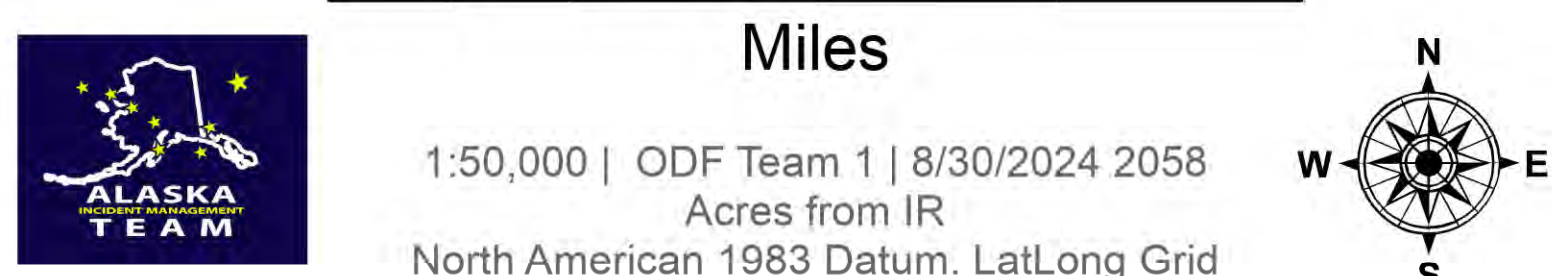 Miles
N
1:50,000 | ODF Team 1 | 8/30/2024 2058
W
E
ALASKA
INCIDENT MANAGEMENT
TEAM
Acres from IR
North American 1983 Datum. LatLong Grid
S